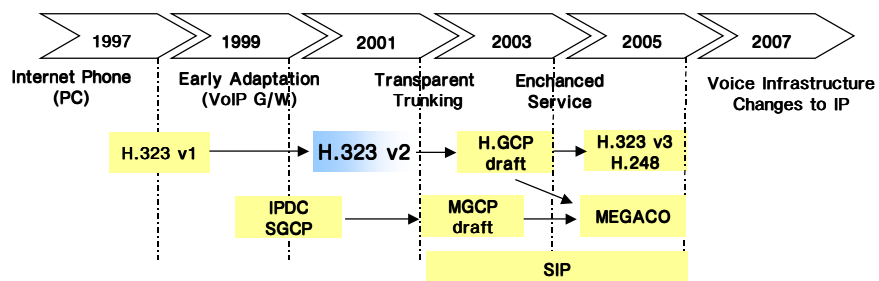 1997
1999
2001
2003
2005
2007
Internet Phone
(PC)
Early Adaptation
(VoIP G/W)
Transparent
Trunking
Enchanced
Service
Voice Infrastructure
Changes to IP
H.323 v1
H.323 v2
H.GCP
draft
H.323 v3
H.248
IPDC
SGCP
MGCP
draft
MEGACO
SIP